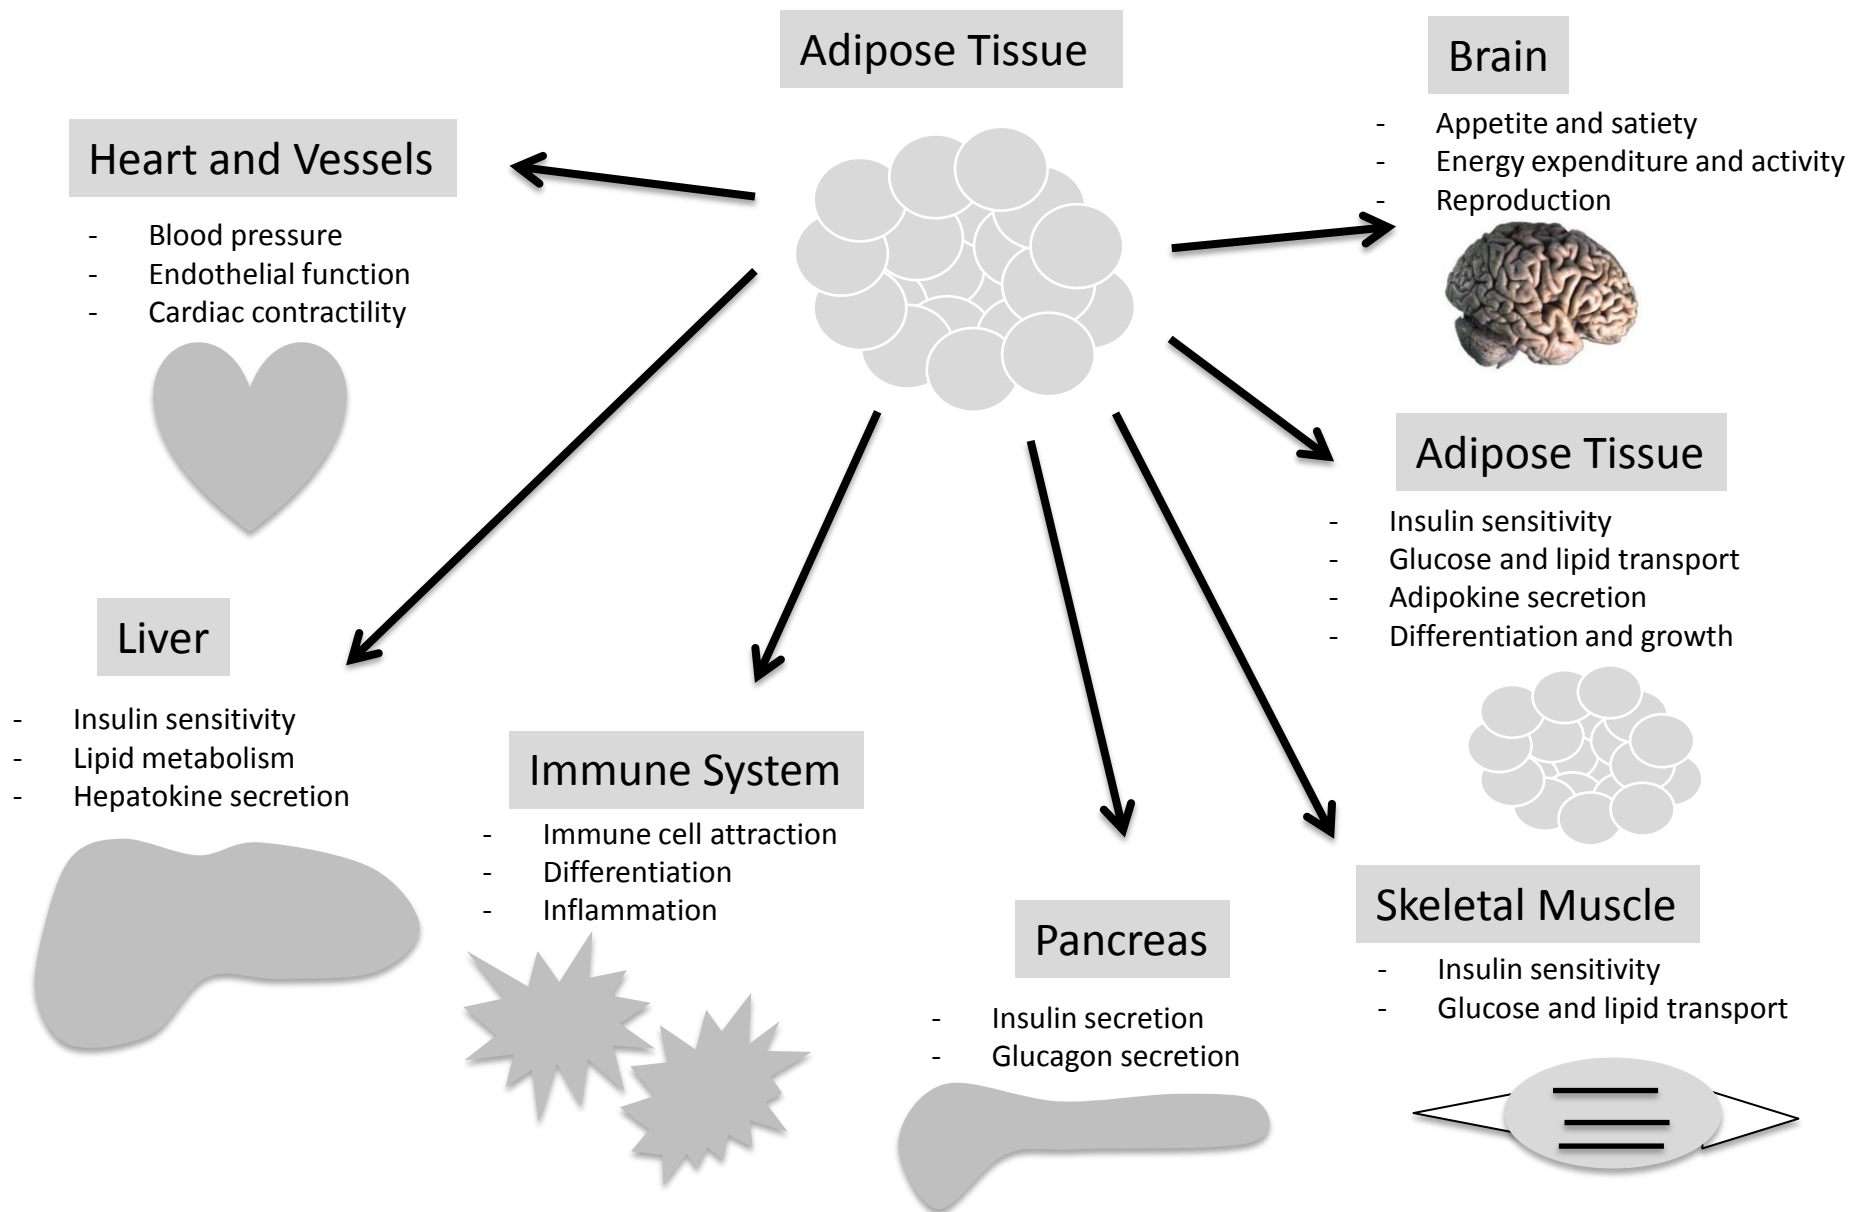 Adipose Tissue
Brain
- Appetite and satiety
- Energy expenditure and activity
- Reproduction
Heart and Vessels
- Blood pressure
- Endothelial function
- Cardiac contractility
Adipose Tissue
- Insulin sensitivity
- Glucose and lipid transport
- Adipokine secretion
- Differentiation and growth
Liver
- Insulin sensitivity
- Lipid metabolism
- Hepatokine secretion
Immune System
- Immune cell attraction
- Differentiation
- Inflammation
Pancreas
- Insulin secretion
- Glucagon secretion
Skeletal Muscle
- Insulin sensitivity
- Glucose and lipid transport